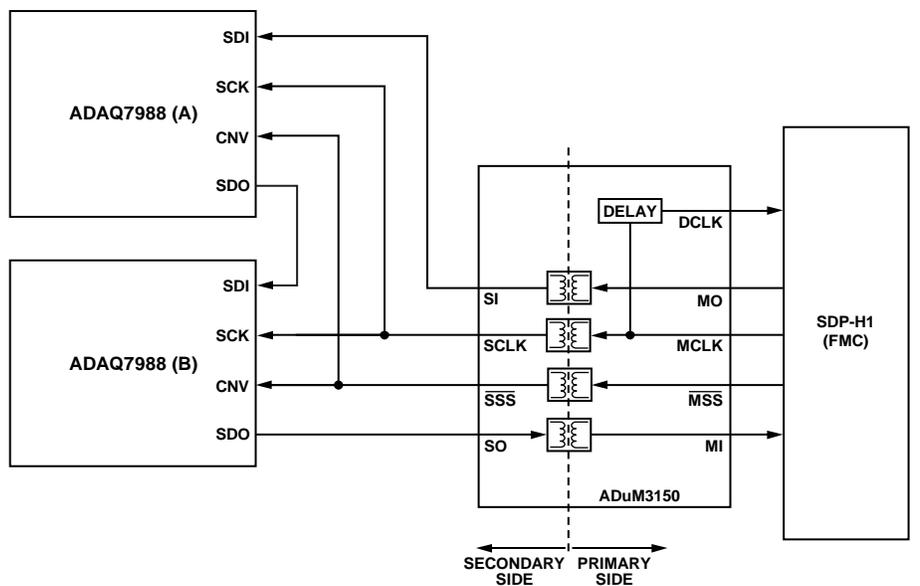 SDI
SCK
ADAQ7988 (A)
CNV
SDO
DELAY
DCLK
SDI
SI
MO
SCK
SCLK
MCLK
SDP-H1
(FMC)
ADAQ7988 (B)
CNV
SSS
MSS
SDO
SO
MI
ADuM3150
SECONDARY
SIDE
PRIMARY
SIDE